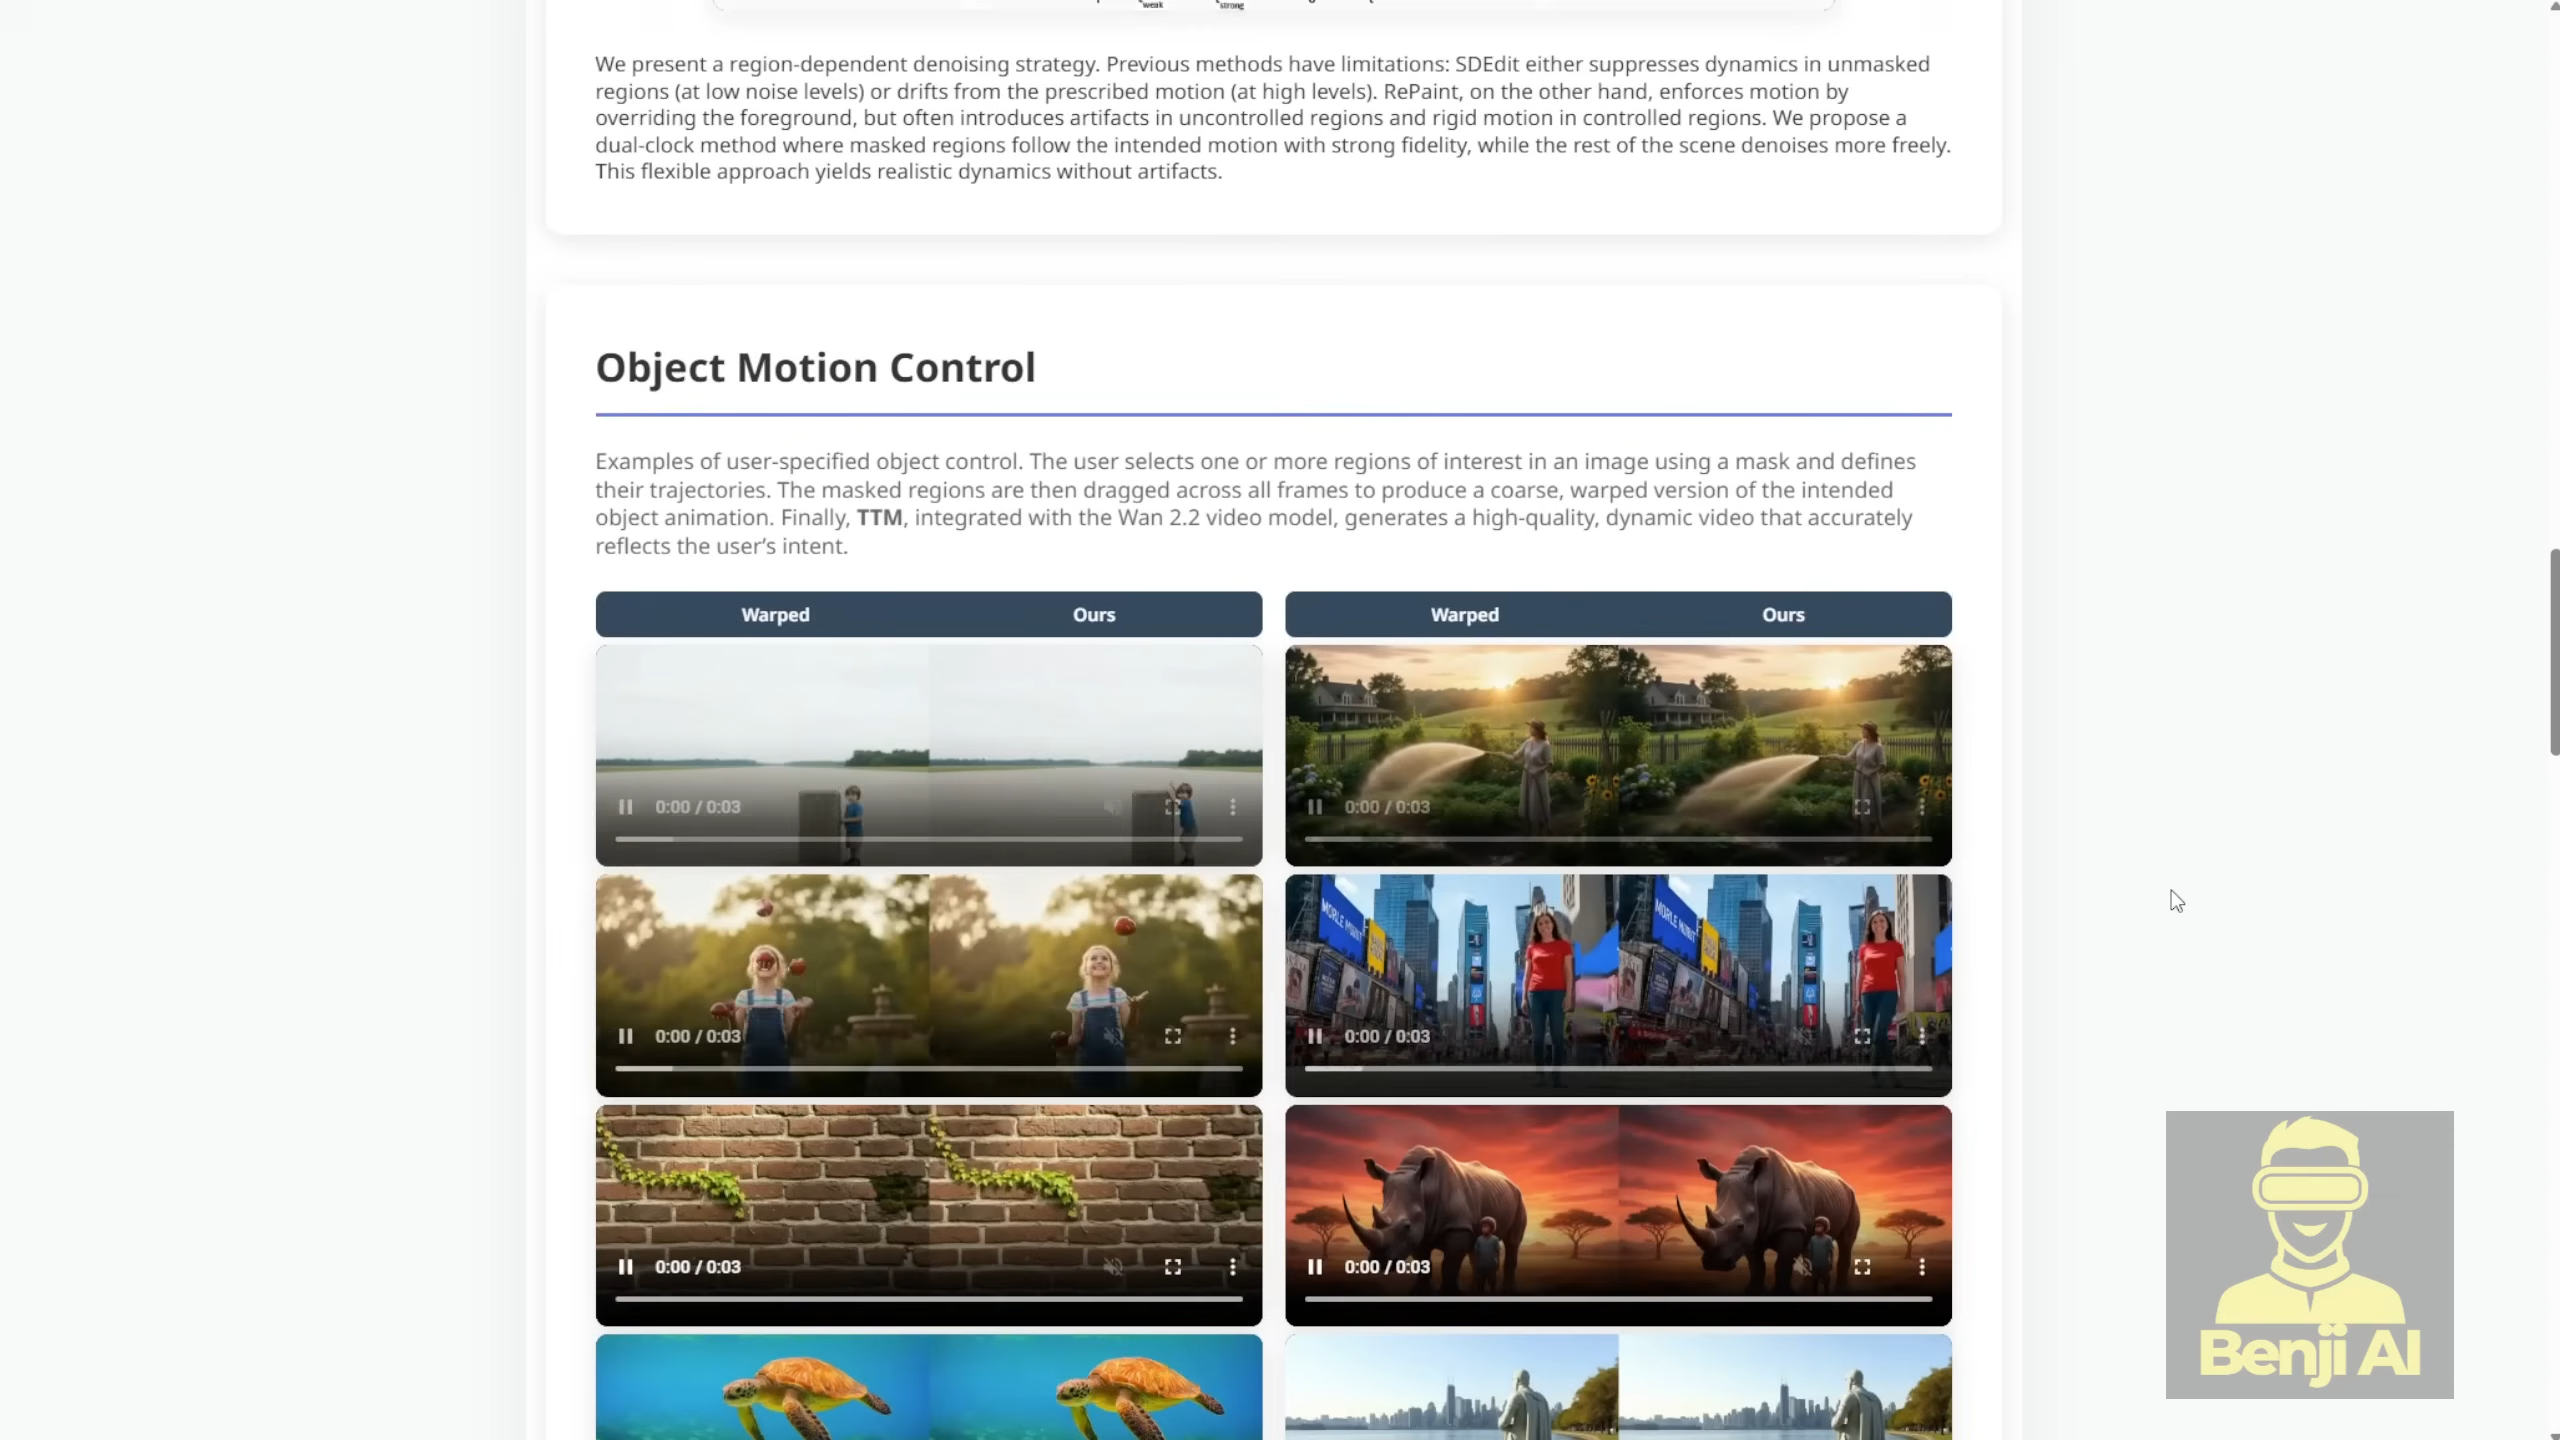 weak strong
We present a region-dependent denoising strategy. Previous methods have limitations: SDEdit either suppresses dynamics in unmasked
regions (at low noise levels) or drifts from the prescribed motion (at high levels). RePaint, on the other hand, enforces motion by
overriding the foreground, but often introduces artifacts in uncontrolled regions and rigid motion in controlled regions. We propose a
dual-clock method where masked regions follow the intended motion with strong fidelity, while the rest of the scene denoises more freely.
This flexible approach yields realistic dynamics without artifacts.
Object Motion Control
Examples of user-specified object control. The user selects one or more regions of interest in an image using a mask and defines
their trajectories. The masked regions are then dragged across all frames to produce a coarse, warped version of the intended
object animation. Finally, TTM, integrated with the Wan 2.2 video model, generates a high-quality, dynamic video that accurately
reflects the user’s intent.
Warped Ours Warped Ours
0:00 / 0:03 0:00 / 0:03
MORLE MONT MORLE MONT
0:00 / 0:03 0:00 / 0:03
0:00 / 0:03 0:00 / 0:03
Benji AI